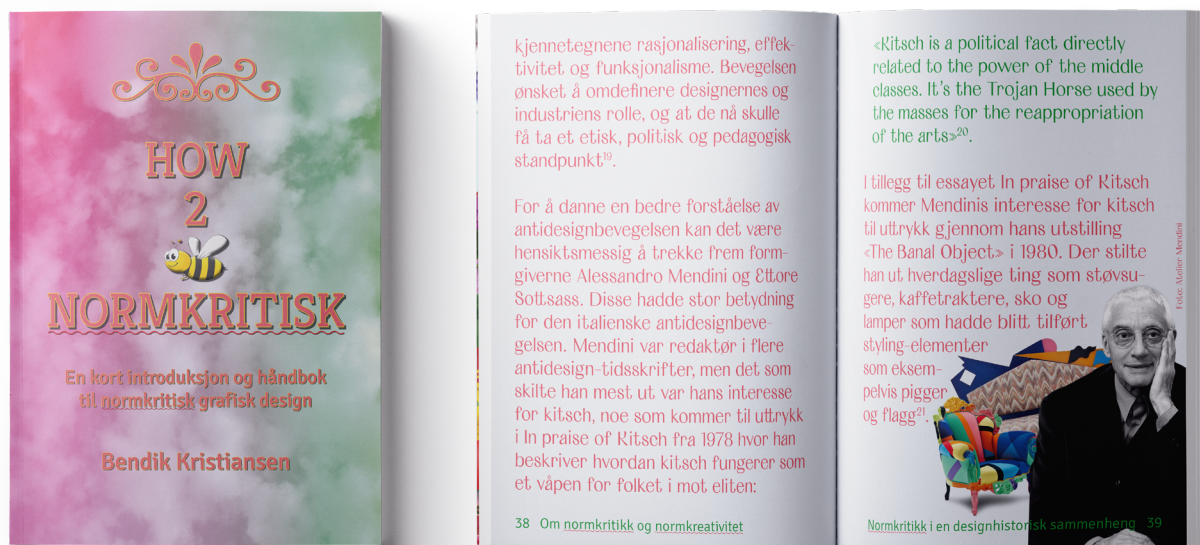 HOW
2
NORMKRITISK
En kort introduksjon og håndbok
til normkritisk grafisk design
Bendik Kristiansen
kjennetegnene rasjonalisering, effek-
tivitet og funksjonalisme. Bevegelsen
ønsket å omdefinere designernes og
industriens rolle, og at de nå skulle
få ta et etisk, politisk og pedagogisk
standpunkt¹⁹.
For å danne en bedre forståelse av
antidesignbevegelsen kan det være
hensiktsmessig å trekke frem form-
giverne Alessandro Mendini og Ettore
Sottsass. Disse hadde stor betydning
for den italienske antidesignbeve-
gelsen. Mendini var redaktør i flere
antidesign-tidsskrifter, men det som
skilte han mest ut var hans interesse
for kitsch, noe som kommer til uttrykk
i In praise of Kitsch fra 1978 hvor han
beskriver hvordan kitsch fungerer som
et våpen for folket i mot eliten:
38 Om normkritikk og normkreativitet
«Kitsch is a political fact directly
related to the power of the middle
classes. It's the Trojan Horse used by
the masses for the reappropriation
of the arts»²⁰.
I tillegg til essayet In praise of Kitsch
kommer Mendinis interesse for kitsch
til uttrykk gjennom hans utstilling
«The Banal Object» i 1980. Der stilte
han ut hverdagslige ting som støvsu-
gere, kaffetraktere, sko og
lamper som hadde blitt tilført
styling-elementer
som eksem-
pelvis pigger
og flagg²¹.
Foto: Atelier Mendini
Normkritikk i en designhistorisk sammenheng 39